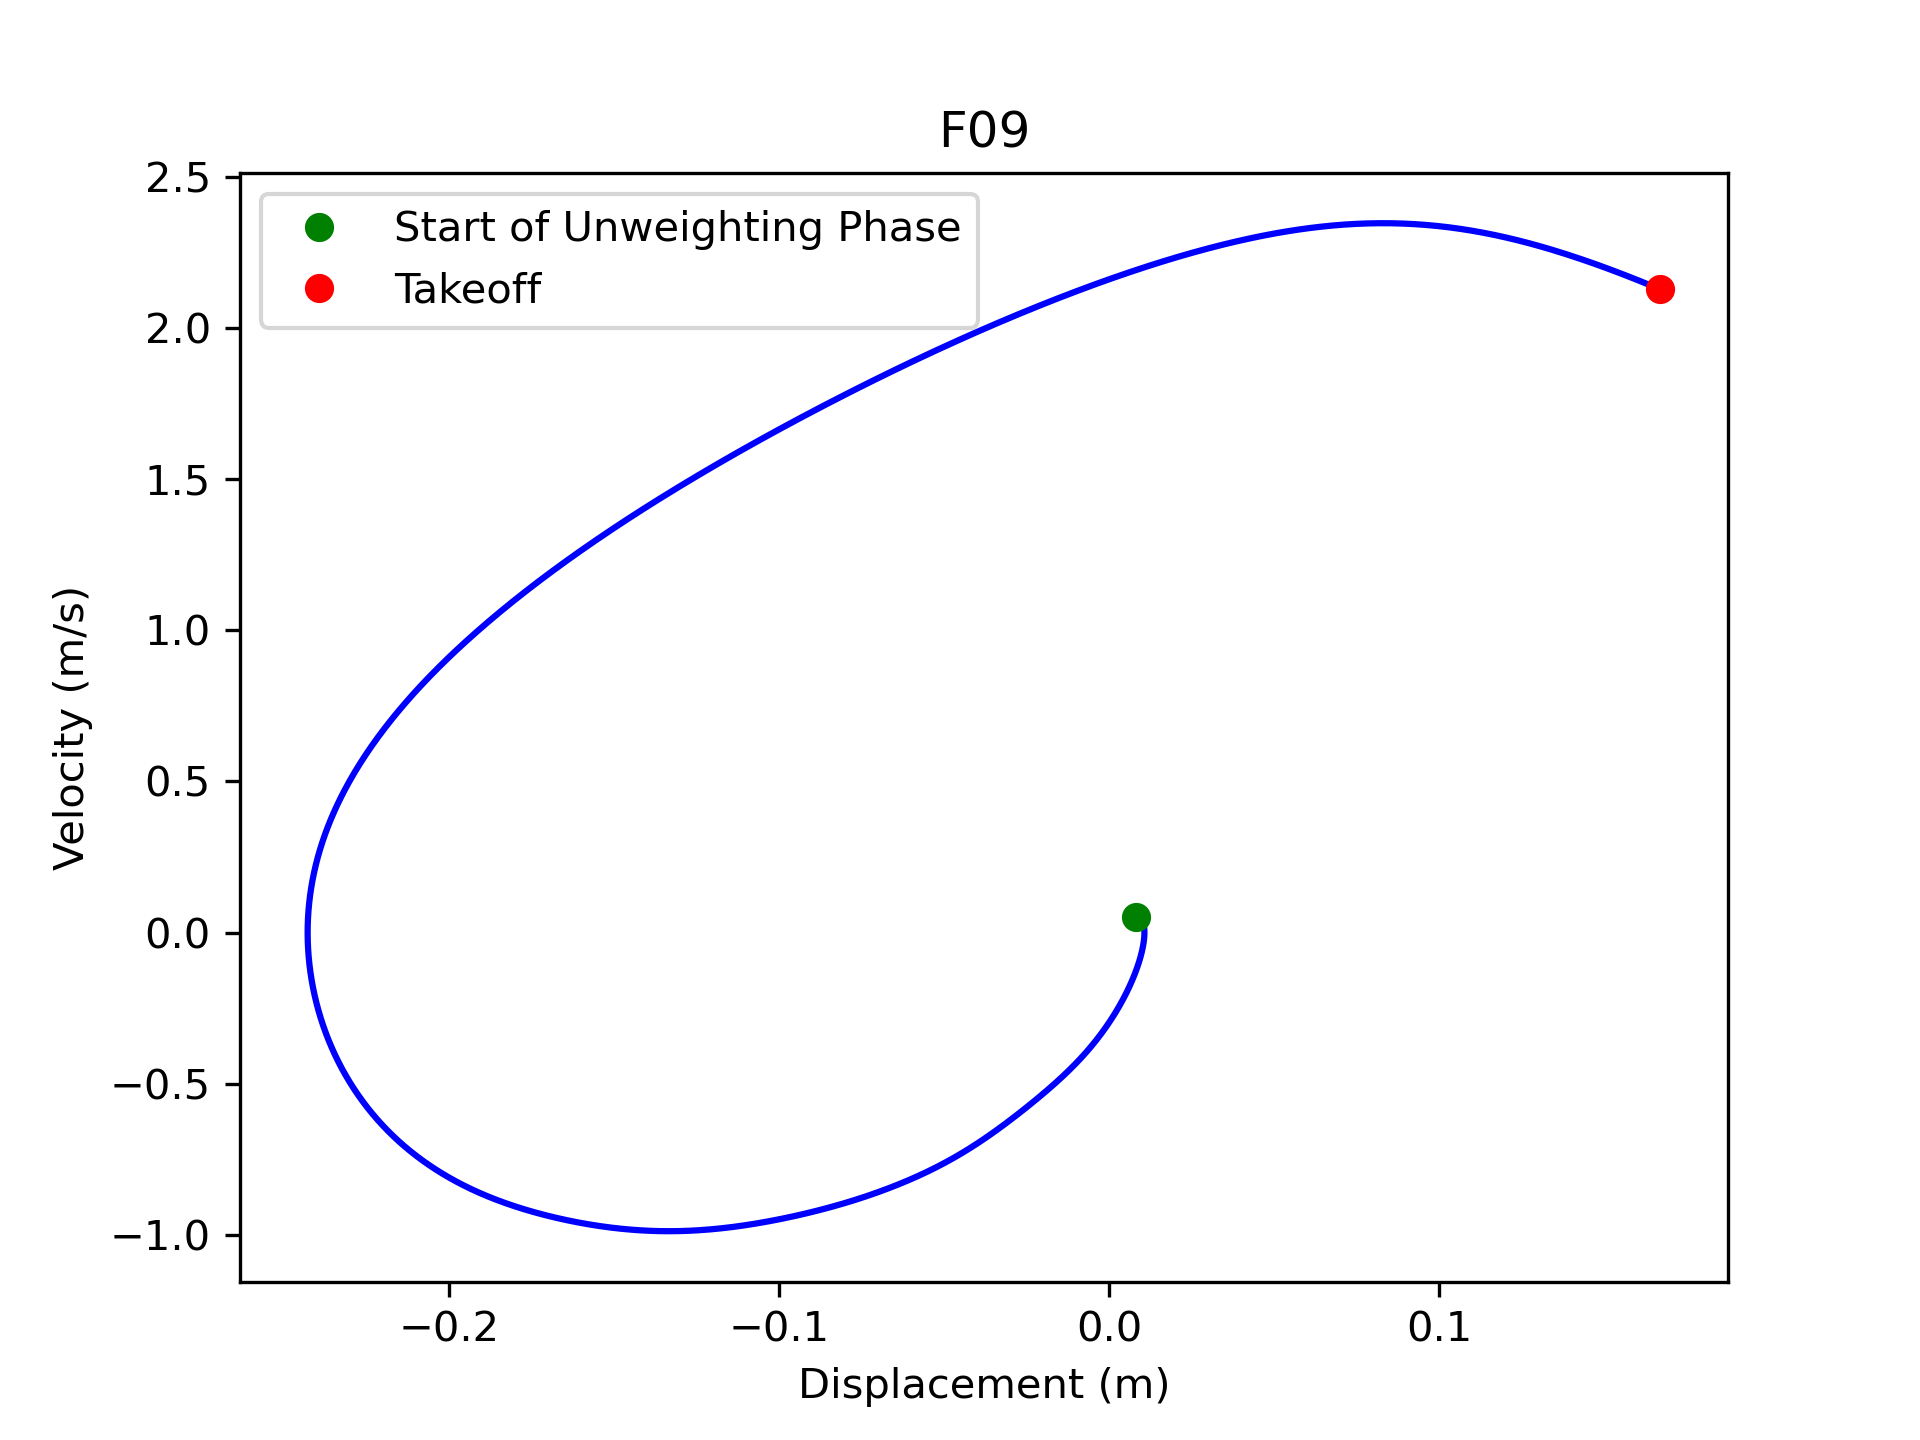 F09
Start of Unweighting Phase
Takeoff
2.5
2.0
1.5
1.0
0.5
0.0
−0.5
−1.0
Velocity (m/s)
−0.2
−0.1
0.0
0.1
Displacement (m)